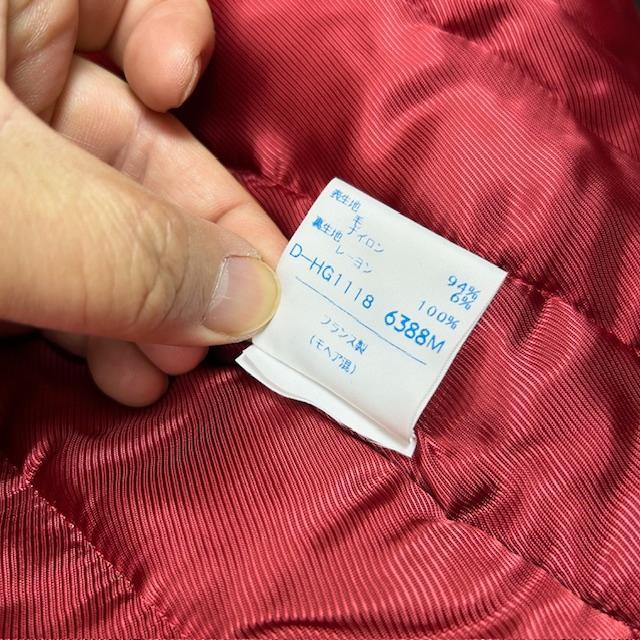 表生地
毛 94%
ナイロン 6%
裏生地
レーヨン 100%
D-HG1118 6388M
フランス製
(モヘア混)